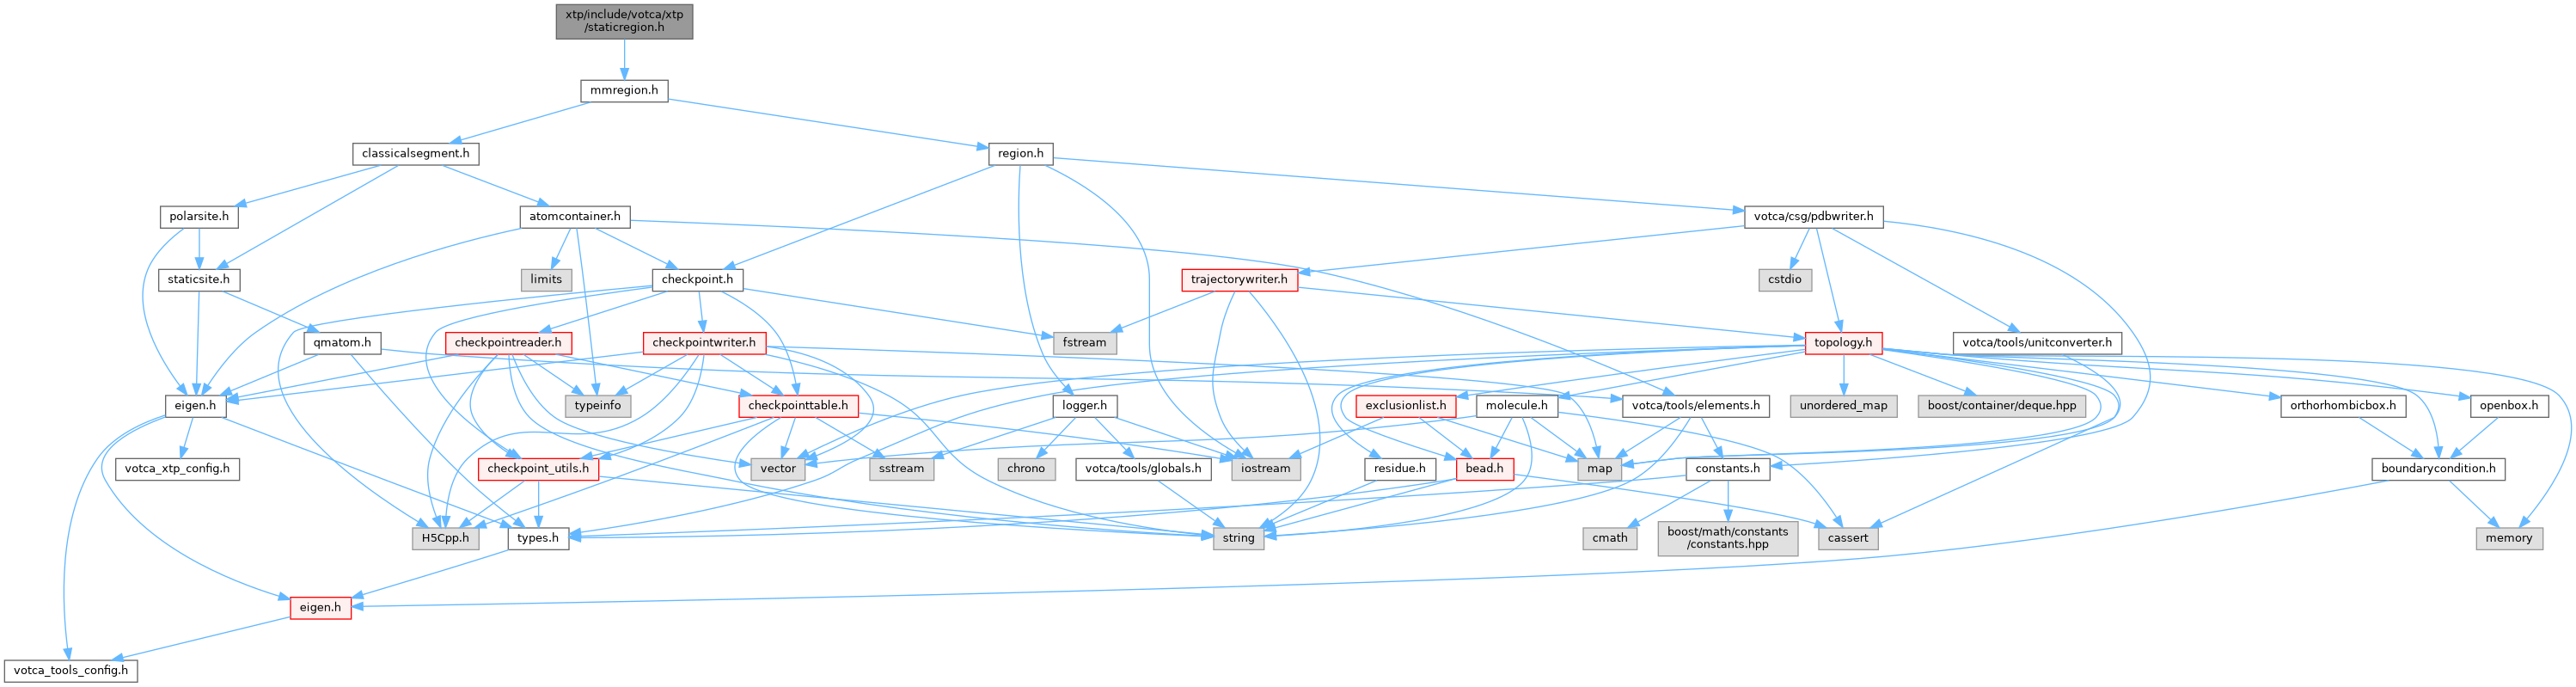 xtp/include/votca/xtp
/staticregion.h
mmregion.h
classicalsegment.h
region.h
polarsite.h
atomcontainer.h
votca/csg/pdbwriter.h
staticsite.h
limits
checkpoint.h
trajectorywriter.h
cstdio
qmatom.h
checkpointreader.h
checkpointwriter.h
fstream
topology.h
votca/tools/unitconverter.h
eigen.h
typeinfo
checkpointtable.h
logger.h
exclusionlist.h
molecule.h
votca/tools/elements.h
unordered_map
boost/container/deque.hpp
orthorhombicbox.h
openbox.h
votca_xtp_config.h
checkpoint_utils.h
vector
sstream
chrono
votca/tools/globals.h
iostream
residue.h
bead.h
map
constants.h
boundarycondition.h
H5Cpp.h
types.h
string
cmath
boost/math/constants
/constants.hpp
cassert
memory
eigen.h
votca_tools_config.h